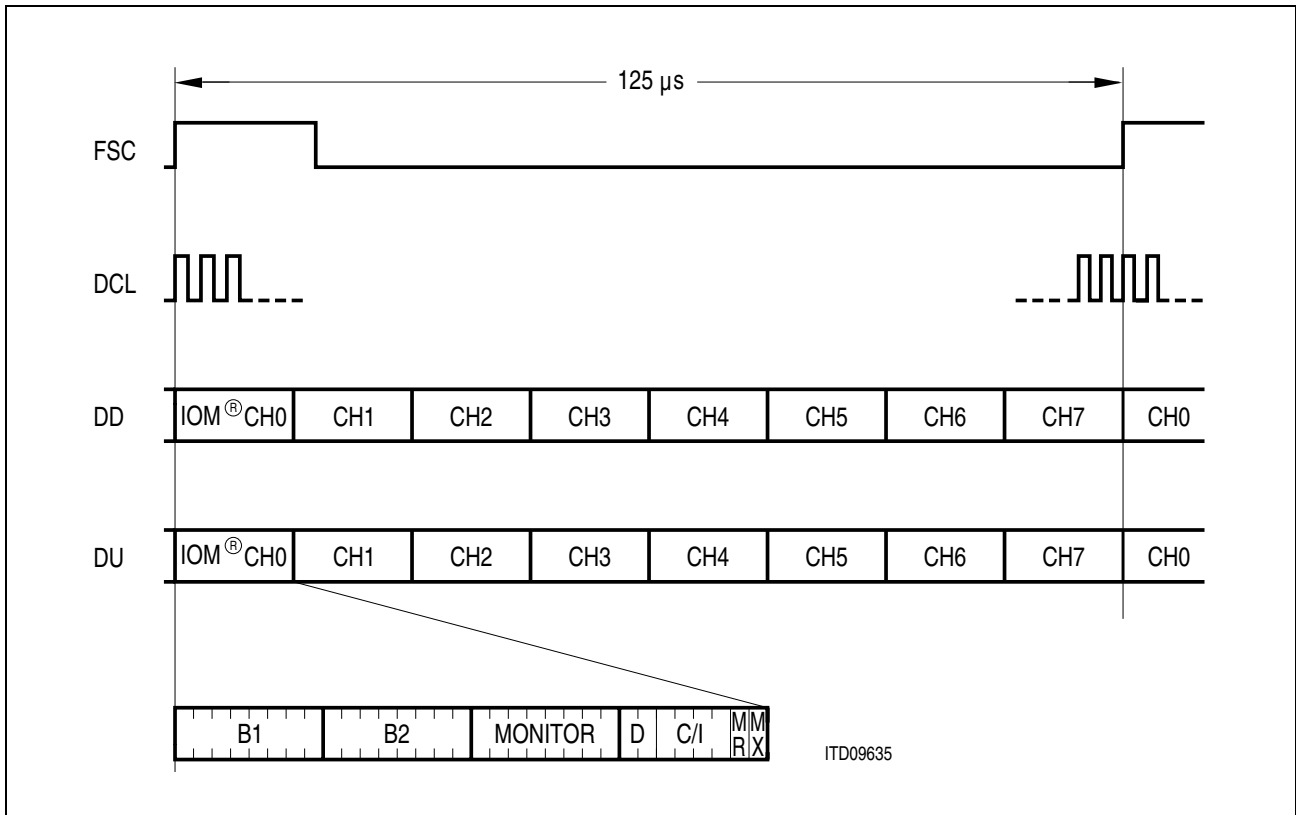 125 µs
FSC
DCL
DD IOM® CH0 CH1 CH2 CH3 CH4 CH5 CH6 CH7 CH0
DU IOM® CH0 CH1 CH2 CH3 CH4 CH5 CH6 CH7 CH0
B1 B2 MONITOR D C/I MR MX
ITD09635